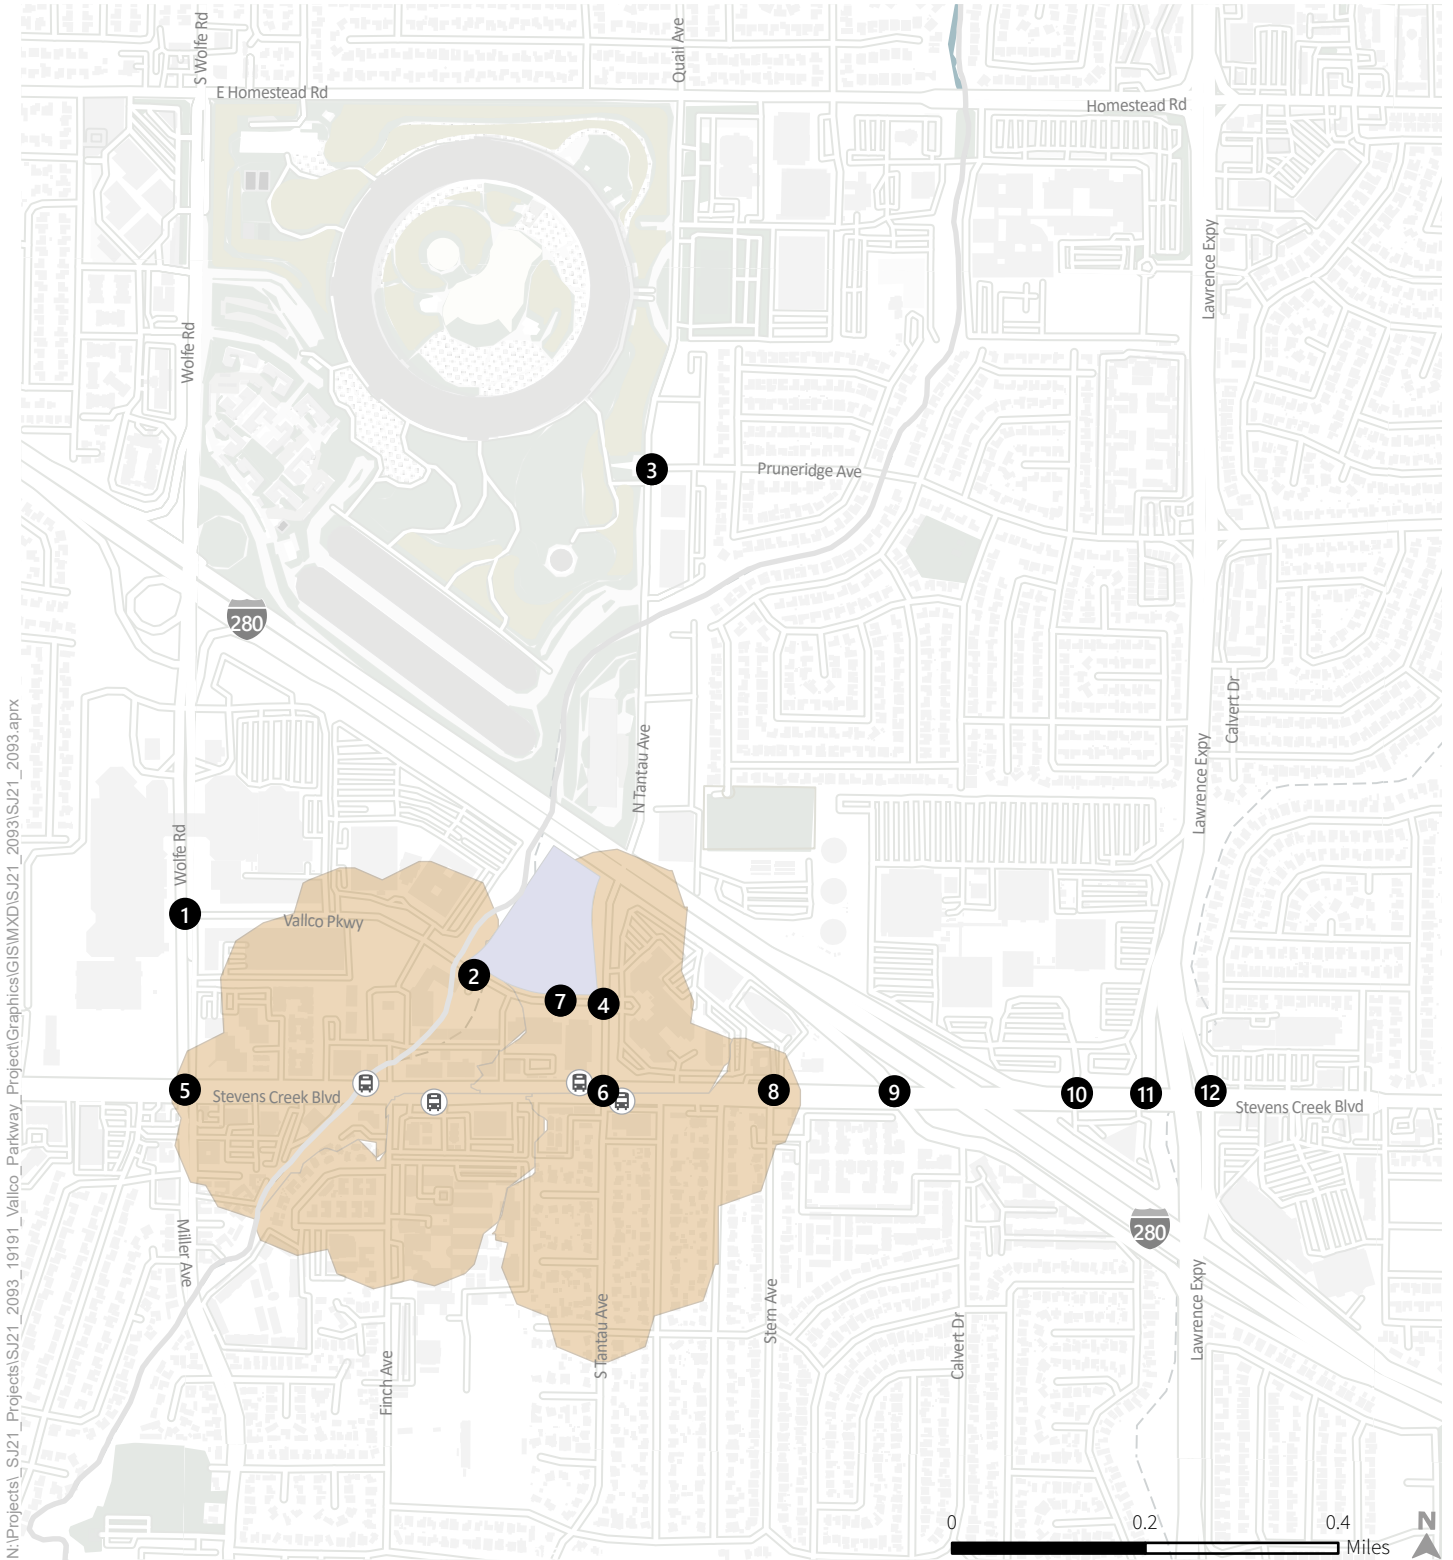 S Wolfe Rd
Quail Ave
E Homestead Rd
Homestead Rd
Lawrence Expy
Wolfe Rd
3
Pruneridge Ave
280
Calvert Dr
N Tantau Ave
Lawrence Expy
Wolfe Rd
1
Vallco Pkwy
2
7
4
5
Stevens Creek Blvd
6
8
9
10
11
12
Stevens Creek Blvd
Miller Ave
280
Stern Ave
S Tantau Ave
Calvert Dr
Lawrence Expy
Finch Ave
0
0.2
0.4
Miles
N
N:\Projects\_SJ21_Projects\SJ21_2093_19191_Vallco_Parkway_Project\Graphics\GIS\MXD\SJ21_2093\SJ21_2093.aprx